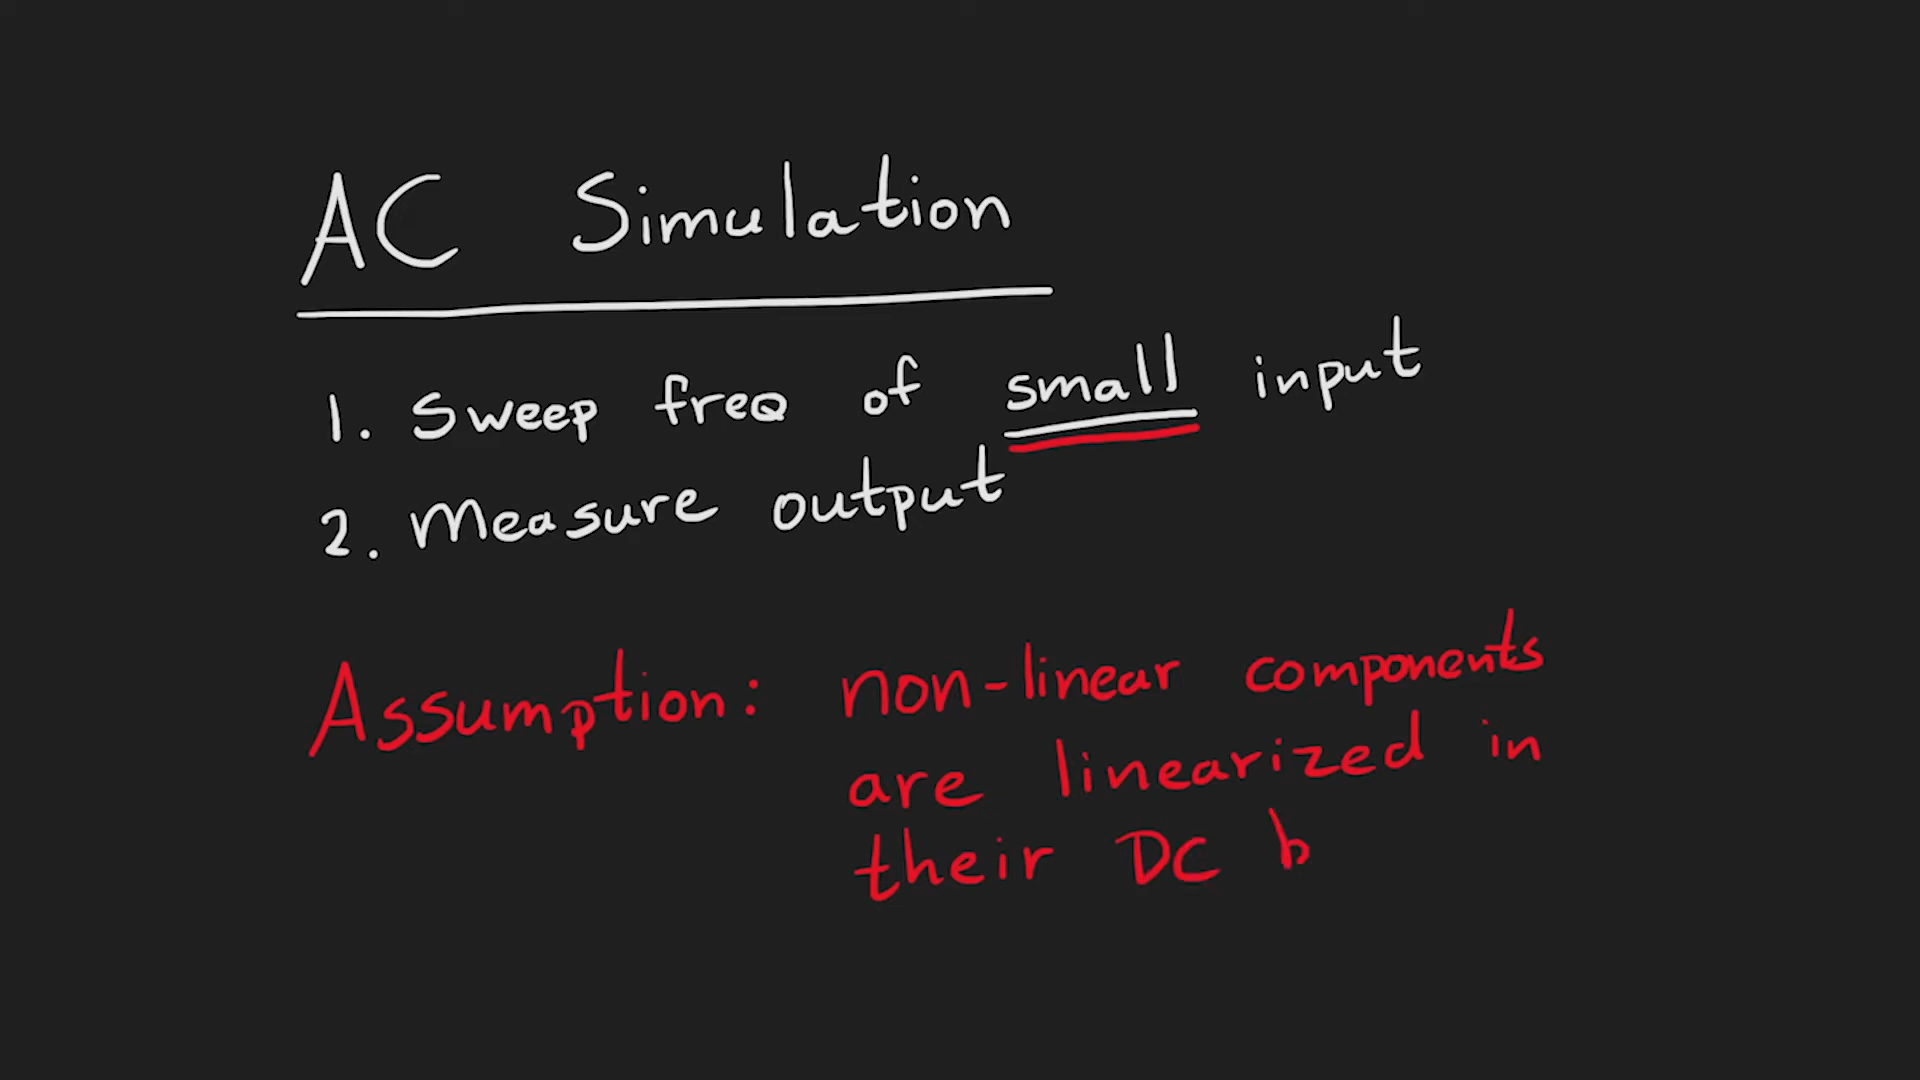 AC Simulation
1. Sweep freq of small input
2. Measure output
Assumption: non-linear components
are linearized in
their DC b